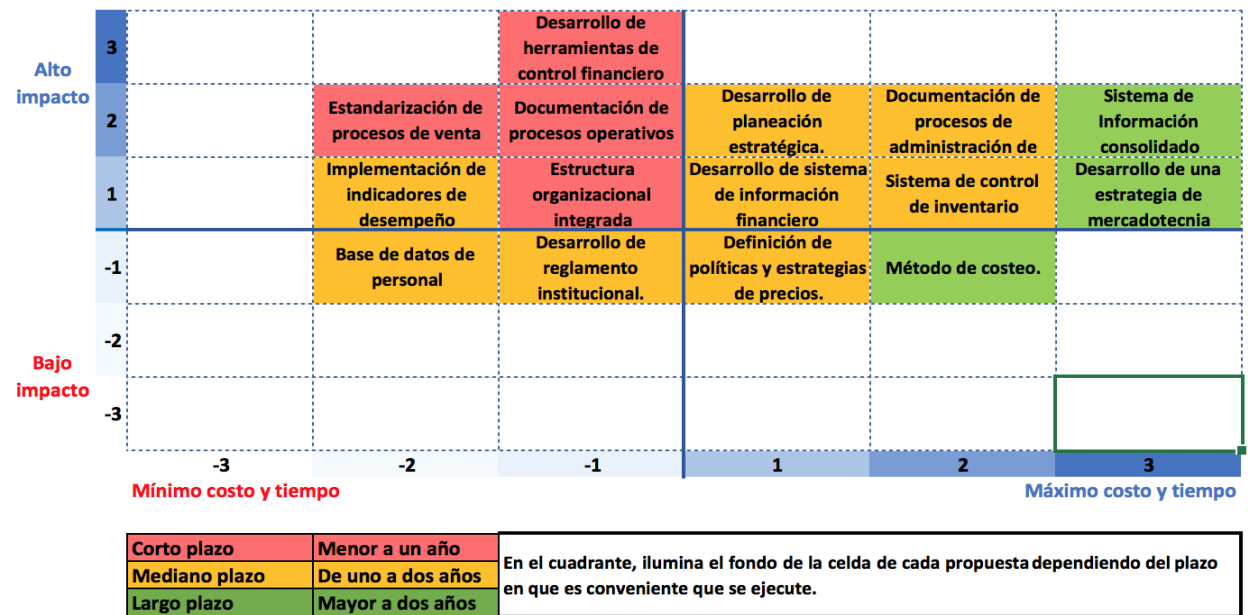 Alto
impacto
3
Desarrollo de
herramientas de
control financiero
2
Estandarización de
procesos de venta
Documentación de
procesos operativos
Desarrollo de
planeación
estratégica.
Documentación de
procesos de
administración de
Sistema de
Información
consolidado
1
Implementación de
indicadores de
desempeño
Estructura
organizacional
integrada
Desarrollo de sistema
de información
financiero
Sistema de control
de inventario
Desarrollo de una
estrategia de
mercadotecnia
-1
Base de datos de
personal
Desarrollo de
reglamento
institucional.
Definición de
políticas y estrategias
de precios.
Método de costeo.
-2
Bajo
impacto
-3
-3 -2 -1 1 2 3
Mínimo costo y tiempo Máximo costo y tiempo
Corto plazo Menor a un año
Mediano plazo De uno a dos años
Largo plazo Mayor a dos años
En el cuadrante, ilumina el fondo de la celda de cada propuesta dependiendo del plazo
en que es conveniente que se ejecute.